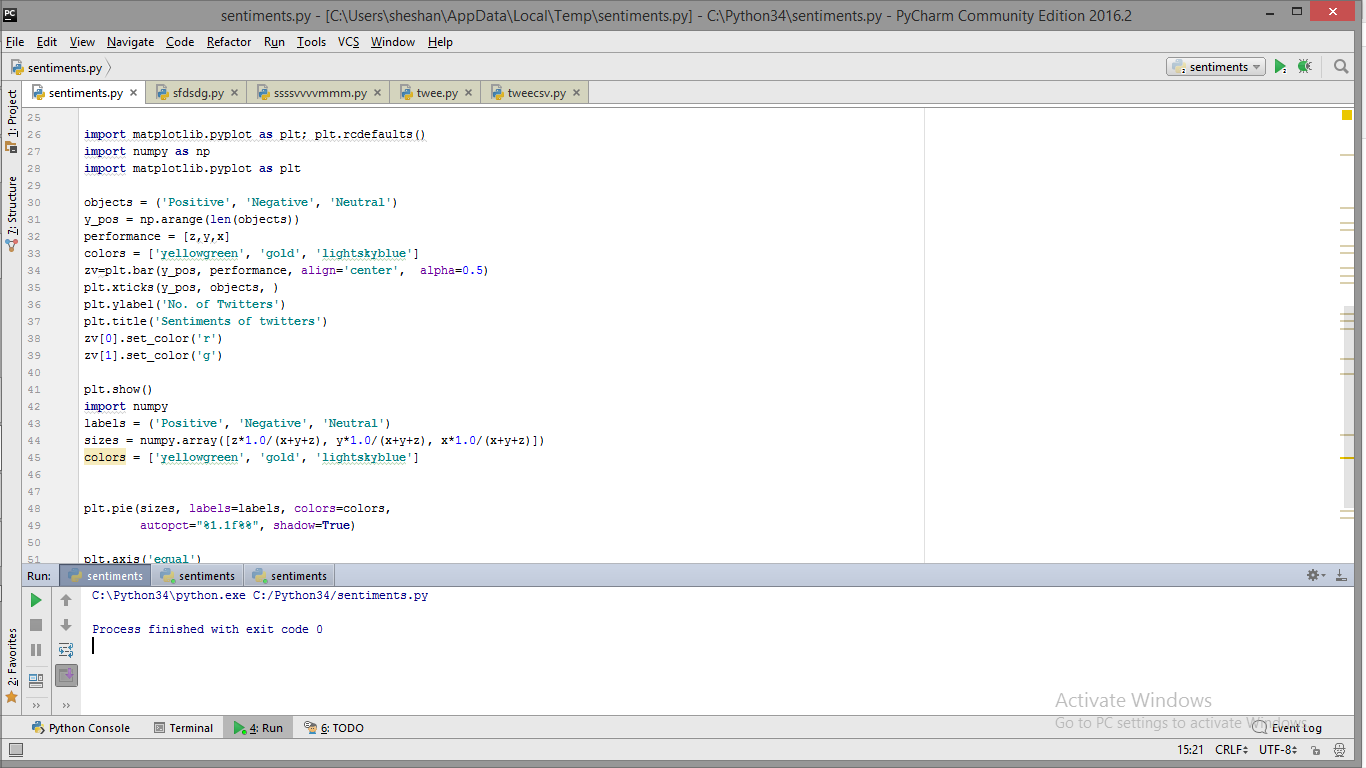 PC
sentiments.py - [C:\Users\sheshan\AppData\Local\Temp\sentiments.py] - C:\Python34\sentiments.py - PyCharm Community Edition 2016.2
File Edit View Navigate Code Refactor Run Tools VCS Window Help
sentiments.py
sentiments
sentiments.py sfdsdg.py ssssvvvvmmm.py twee.py tweecsv.py
1: Project
7: Structure
2: Favorites
25
26 import matplotlib.pyplot as plt; plt.rcdefaults()
27 import numpy as np
28 import matplotlib.pyplot as plt
29
30 objects = ('Positive', 'Negative', 'Neutral')
31 y_pos = np.arange(len(objects))
32 performance = [z,y,x]
33 colors = ['yellowgreen', 'gold', 'lightskyblue']
34 zv=plt.bar(y_pos, performance, align='center',  alpha=0.5)
35 plt.xticks(y_pos, objects, )
36 plt.ylabel('No. of Twitters')
37 plt.title('Sentiments of twitters')
38 zv[0].set_color('r')
39 zv[1].set_color('g')
40
41 plt.show()
42 import numpy
43 labels = ('Positive', 'Negative', 'Neutral')
44 sizes = numpy.array([z*1.0/(x+y+z), y*1.0/(x+y+z), x*1.0/(x+y+z)])
45 colors = ['yellowgreen', 'gold', 'lightskyblue']
46
47
48 plt.pie(sizes, labels=labels, colors=colors,
49         autopct="%1.1f%%", shadow=True)
50
51 plt.axis('equal')
Run: sentiments sentiments sentiments
C:\Python34\python.exe C:/Python34/sentiments.py
Process finished with exit code 0
Activate Windows
Go to PC settings to activate Windows.
Python Console Terminal 4: Run 6: TODO Event Log
15:21 CRLF UTF-8